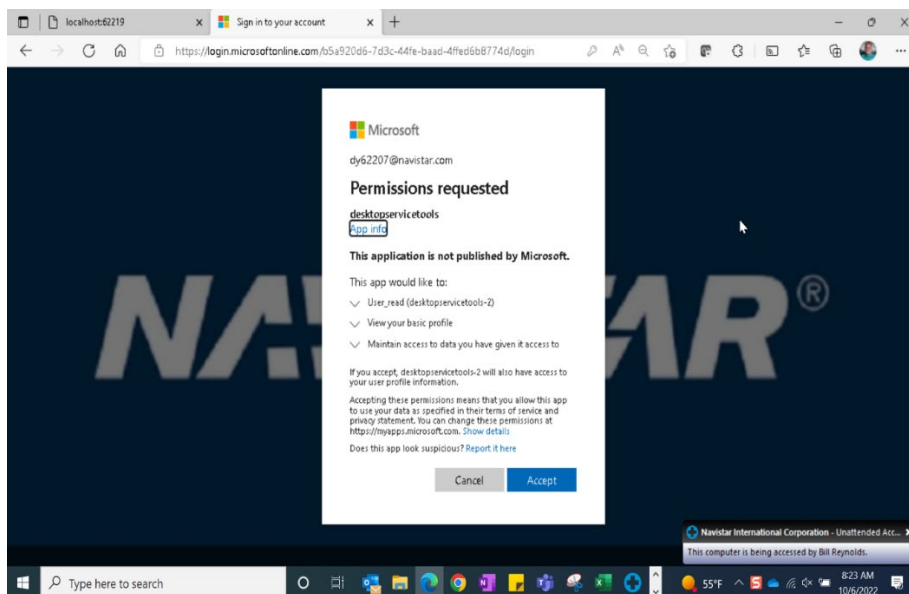 localhost:62219
Sign in to your account
https://login.microsoftonline.com/b5a920d6-7d3c-44fe-baad-4ffed6b8774d/login
NAVISTAR®
Microsoft
dy62207@navistar.com
Permissions requested
desktopservicetools
App info
This application is not published by Microsoft.
This app would like to:
User_read (desktopservicetools-2)
View your basic profile
Maintain access to data you have given it access to
If you accept, desktopservicetools-2 will also have access to
your user profile information.
Accepting these permissions means that you allow this app
to use your data as specified in their terms of service and
privacy statement. You can change these permissions at
https://myapps.microsoft.com. Show details
Does this app look suspicious? Report it here
Cancel Accept
Navistar International Corporation - Unattended Acc...
This computer is being accessed by Bill Reynolds.
Type here to search
55°F
8:23 AM
10/6/2022